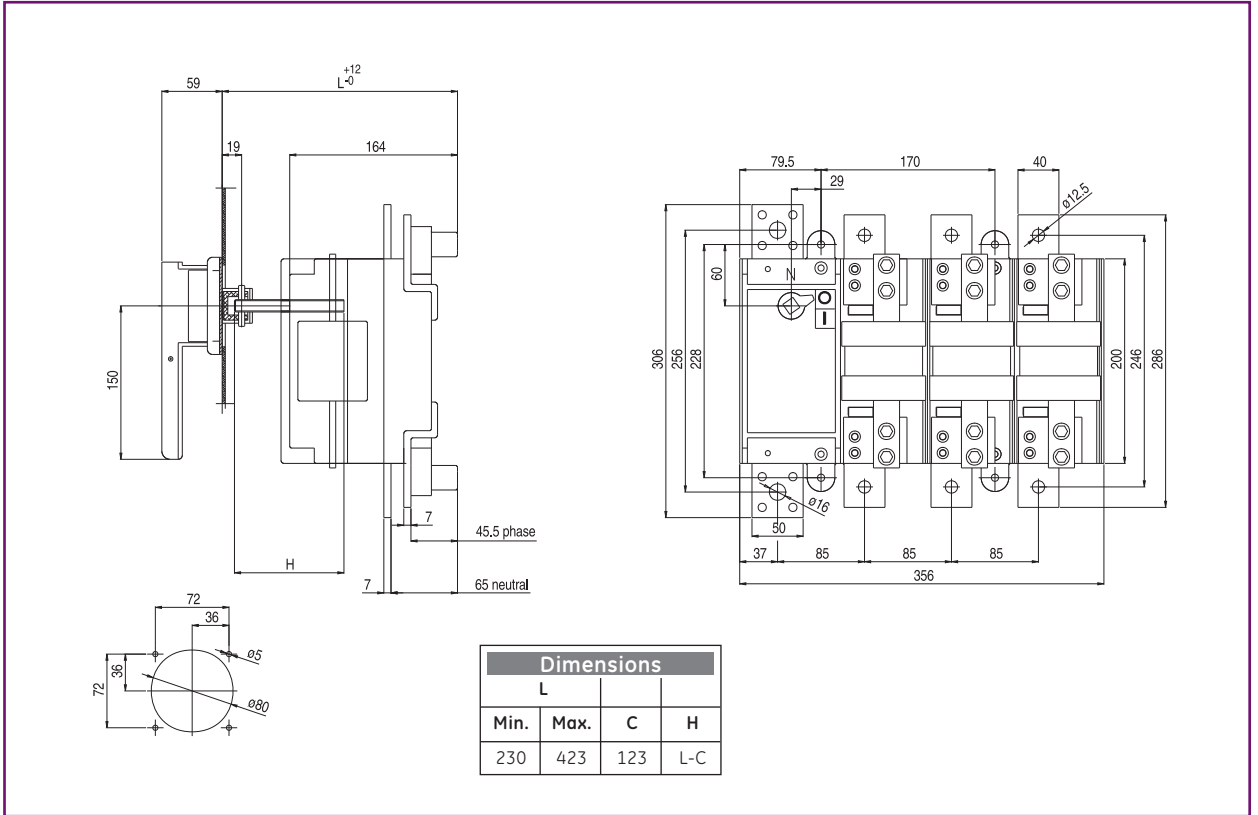 59
L +12 -0
19
164
150
H
7
45.5 phase
7
65 neutral
79.5
170
40
29
ø12.5
60
N
O
I
306
256
228
200
246
286
ø16
50
37
85
85
85
356
72
36
ø5
36
72
ø80
Dimensions
L
Min. Max. C H
230 423 123 L-C